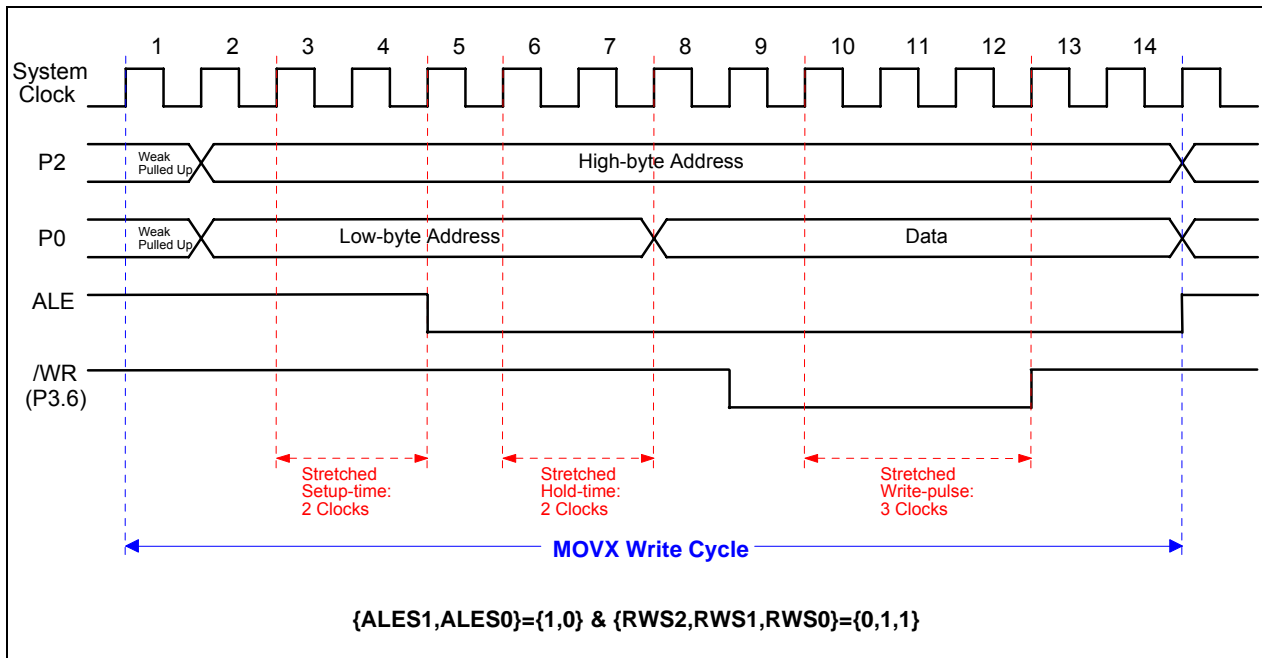 1 2 3 4 5 6 7 8 9 10 11 12 13 14
System
Clock
P2
Weak
Pulled Up
High-byte Address
P0
Weak
Pulled Up
Low-byte Address
Data
ALE
/WR
(P3.6)
Stretched
Setup-time:
2 Clocks
Stretched
Hold-time:
2 Clocks
Stretched
Write-pulse:
3 Clocks
MOVX Write Cycle
{ALES1,ALES0}={1,0} & {RWS2,RWS1,RWS0}={0,1,1}